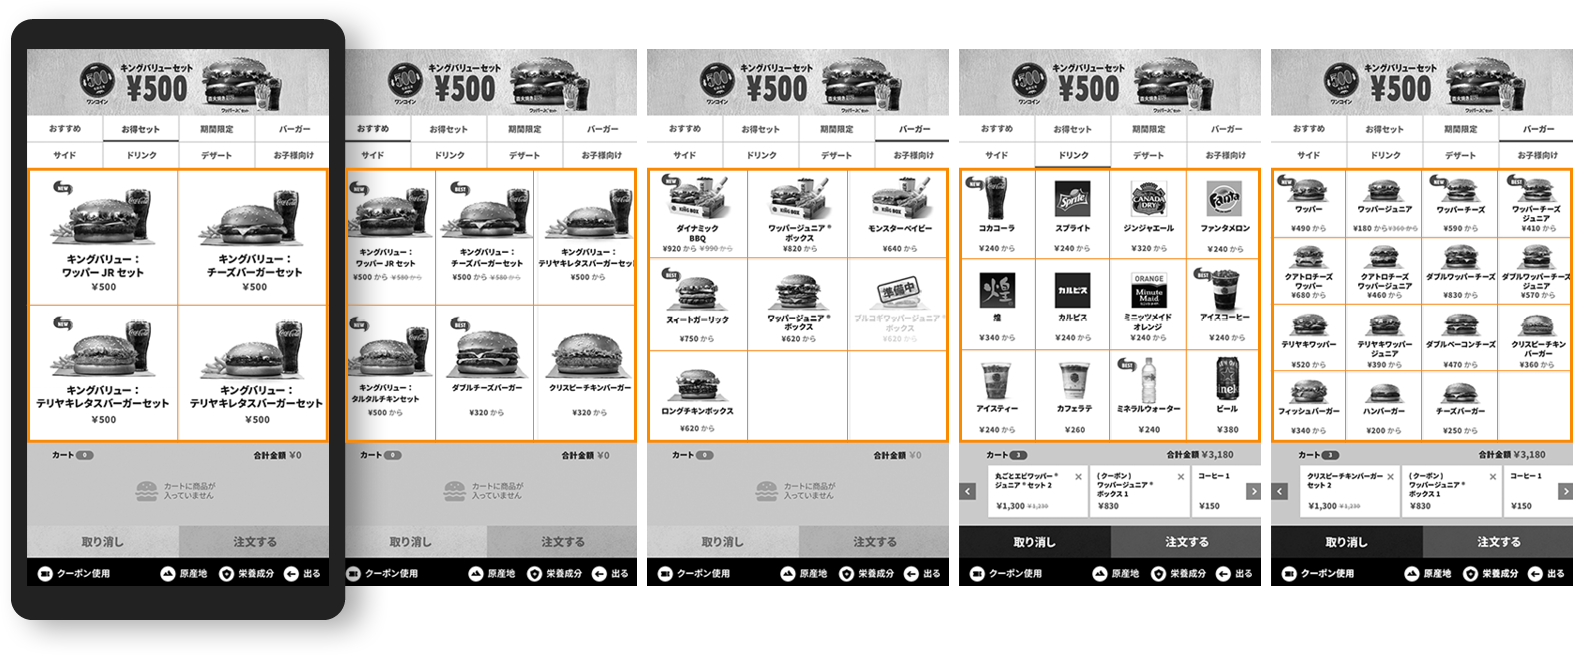 キングバリューセット
¥500
ワンコイン
おすすめ
お得セット
期間限定
バーガー
サイド
ドリンク
デザート
お子様向け
NEW
キングバリュー：
ワッパー JR セット
¥500
キングバリュー：
チーズバーガーセット
¥500
NEW
キングバリュー：
テリヤキレタスバーガーセット
¥500
キングバリュー：
テリヤキレタスバーガーセット
¥500
カート 0
合計金額 ¥0
カートに商品が
入っていません
取り消し
注文する
クーポン使用
原産地
栄養成分
出る
キングバリューセット
¥500
ワンコイン
おすすめ
お得セット
期間限定
バーガー
サイド
ドリンク
デザート
お子様向け
NEW
キングバリュー：
ワッパー JR セット
¥500 から ¥580 から
BEST
キングバリュー：
チーズバーガーセット
¥500 から ¥580 から
キングバリュー：
テリヤキレタスバーガーセット
¥500 から
NEW
キングバリュー：
タルタルチキンセット
¥500 から
BEST
ダブルチーズバーガー
¥320 から
クリスピーチキンバーガー
¥320 から
カート 0
合計金額 ¥0
カートに商品が
入っていません
取り消し
注文する
クーポン使用
原産地
栄養成分
出る
キングバリューセット
¥500
ワンコイン
おすすめ
お得セット
期間限定
バーガー
サイド
ドリンク
デザート
お子様向け
NEW
KING BOX
ダイナミック
BBQ
¥920 から ¥990 から
KING BOX
ワッパージュニア ®
ボックス
¥820 から
KING BOX
モンスターベイビー
¥640 から
BEST
スィートガーリック
¥750 から
ワッパージュニア ®
ボックス
¥620 から
準備中
プルコギワッパージュニア ®
ボックス
¥620 から
ロングチキンボックス
¥620 から
カート 0
合計金額 ¥0
カートに商品が
入っていません
取り消し
注文する
クーポン使用
原産地
栄養成分
出る
キングバリューセット
¥500
ワンコイン
おすすめ
お得セット
期間限定
バーガー
サイド
ドリンク
デザート
お子様向け
NEW
コカコーラ
¥240 から
Sprite
スプライト
¥240 から
CANADA
DRY
ジンジャエール
¥320 から
Fanta
ファンタメロン
¥240 から
煌
煌
¥340 から
カルピス
カルピス
¥240 から
ORANGE
Minute
Maid
ミニッツメイド
オレンジ
¥240 から
BEST
アイスコーヒー
¥240 から
アイスティー
¥240 から
カフェラテ
¥260
BEST
ミネラルウォーター
¥240
ビール
¥380
カート 3
合計金額 ¥3,180
丸ごとエビワッパー ®
ジュニア ® セット 2
¥1,300 ¥1,230
（クーポン）
ワッパージュニア ®
ボックス 1
¥830
コーヒー 1
¥150
取り消し
注文する
クーポン使用
原産地
栄養成分
出る
キングバリューセット
¥500
ワンコイン
おすすめ
お得セット
期間限定
バーガー
サイド
ドリンク
デザート
お子様向け
NEW
ワッパー
¥490 から
ワッパージュニア
¥180 から ¥360 から
NEW
ワッパーチーズ
¥590 から
BEST
ワッパーチーズ
ジュニア
¥410 から
クアトロチーズ
ワッパー
¥680 から
クアトロチーズ
ワッパージュニア
¥460 から
ダブルワッパーチーズ
¥830 から
ダブルワッパーチーズ
ジュニア
¥570 から
テリヤキワッパー
¥520 から
テリヤキワッパー
ジュニア
¥390 から
ダブルベーコンチーズ
¥470 から
クリスピーチキン
バーガー
¥360 から
フィッシュバーガー
¥340 から
ハンバーガー
¥200 から
チーズバーガー
¥250 から
カート 3
合計金額 ¥3,180
クリスピーチキンバーガー
セット 2
¥1,300 ¥1,230
（クーポン）
ワッパージュニア ®
ボックス 1
¥830
コーヒー 1
¥150
取り消し
注文する
クーポン使用
原産地
栄養成分
出る